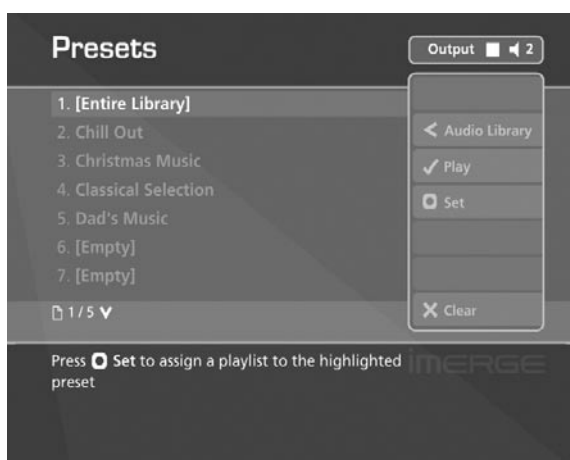 Presets
Output 2
1. [Entire Library]
2. Chill Out
3. Christmas Music
4. Classical Selection
5. Dad's Music
6. [Empty]
7. [Empty]
1/5
Audio Library
Play
Set
Clear
Press Set to assign a playlist to the highlighted
preset
imerge